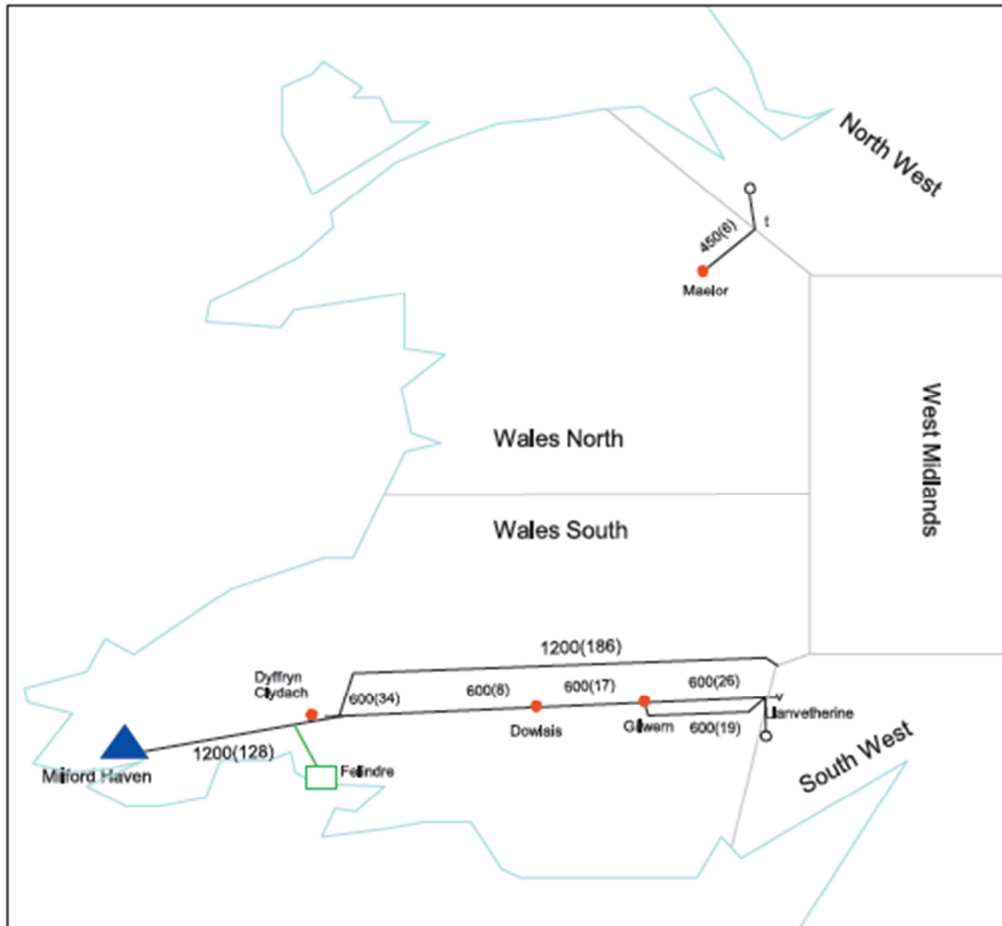 North West
450(6)
t
Maelor
West Midlands
Wales North
Wales South
1200(186)
Dyffryn
Clydach
600(34)
600(8)
600(17)
600(26)
v
Llanvetherine
Dowlais
Gilwern
600(19)
1200(128)
Milford Haven
Felindre
South West